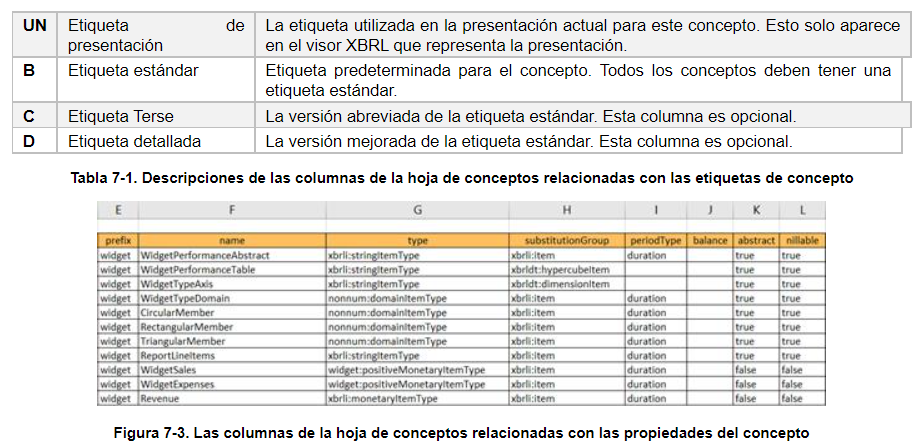 UN Etiqueta de La etiqueta utilizada en la presentación actual para este concepto. Esto solo aparece
presentación en el visor XBRL que representa la presentación.
B Etiqueta estándar Etiqueta predeterminada para el concepto. Todos los conceptos deben tener una
etiqueta estándar.
C Etiqueta Terse La versión abreviada de la etiqueta estándar. Esta columna es opcional.
D Etiqueta detallada La versión mejorada de la etiqueta estándar. Esta columna es opcional.
Tabla 7-1. Descripciones de las columnas de la hoja de conceptos relacionadas con las etiquetas de concepto
E F G H I J K L
prefix name type substitutionGroup periodType balance abstract nillable
widget WidgetPerformanceAbstract xbrli:stringItemType xbrli:item duration true true
widget WidgetPerformanceTable xbrli:stringItemType xbrldt:hypercubeItem true true
widget WidgetTypeAxis xbrli:stringItemType xbrldt:dimensionItem true true
widget WidgetTypeDomain nonnum:domainItemType xbrli:item duration true true
widget CircularMember nonnum:domainItemType xbrli:item duration true true
widget RectangularMember nonnum:domainItemType xbrli:item duration true true
widget TriangularMember nonnum:domainItemType xbrli:item duration true true
widget ReportLineItems xbrli:stringItemType xbrli:item duration true true
widget WidgetSales widget:positiveMonetaryItemType xbrli:item duration false false
widget WidgetExpenses widget:positiveMonetaryItemType xbrli:item duration false false
widget Revenue xbrli:monetaryItemType xbrli:item duration false false
Figura 7-3. Las columnas de la hoja de conceptos relacionadas con las propiedades del concepto